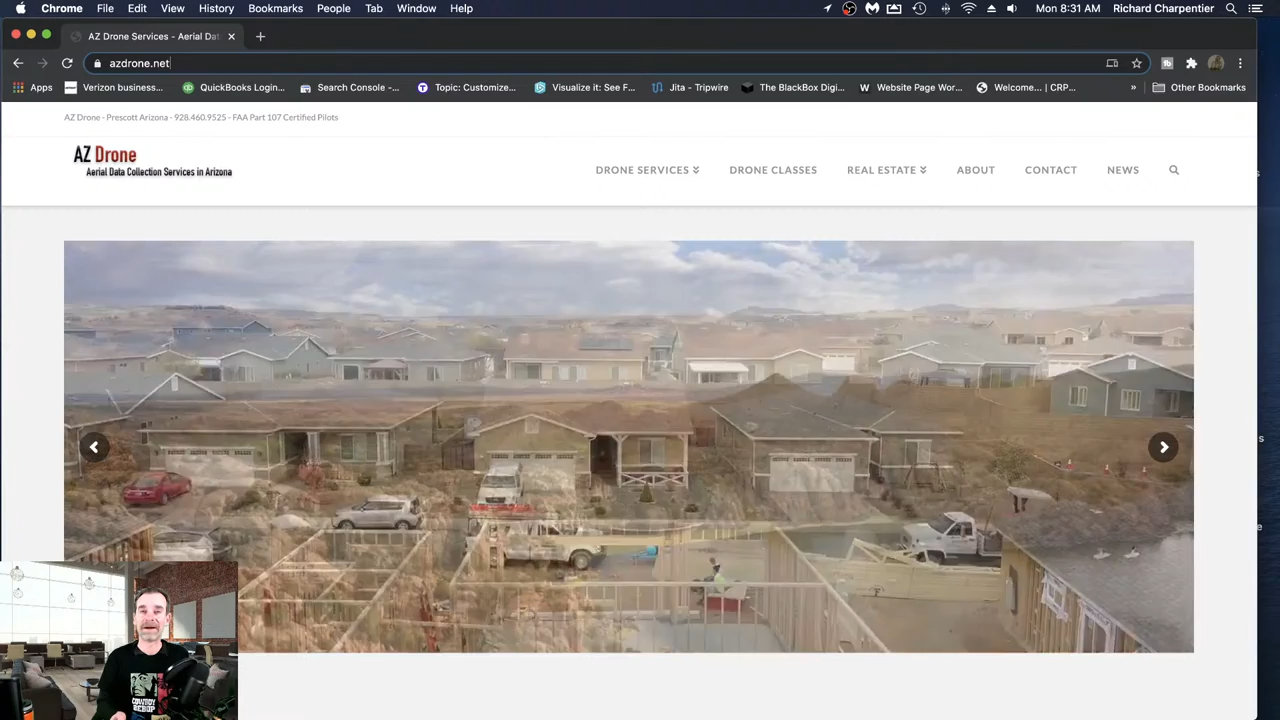 Chrome File Edit View History Bookmarks People Tab Window Help Mon 8:31 AM Richard Charpentier
AZ Drone Services - Aerial Da
azdrone.net
Apps Verizon business... QuickBooks Login... Search Console -... Topic: Customize... Visualize it: See F... Jita - Tripwire The BlackBox Digi... Website Page Wor... Welcome... | CRP... » Other Bookmarks
AZ Drone - Prescott Arizona - 928.460.9525 - FAA Part 107 Certified Pilots
AZ Drone
Aerial Data Collection Services in Arizona
DRONE SERVICES DRONE CLASSES REAL ESTATE ABOUT CONTACT NEWS
COWBOY
BEBOP